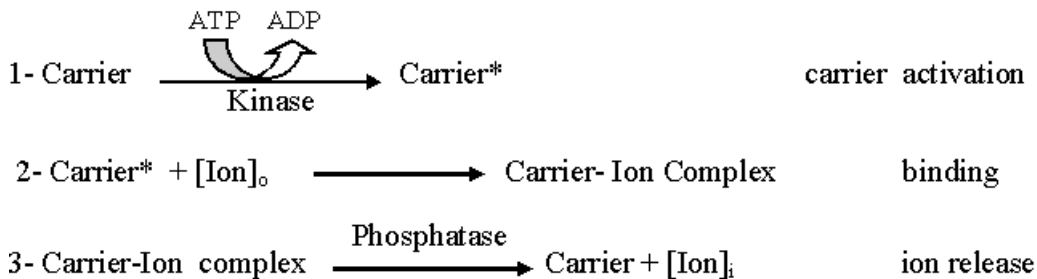 ATP ADP
1- Carrier Carrier* carrier activation
Kinase
2- Carrier* + [Ion]ₒ Carrier- Ion Complex binding
Phosphatase
3- Carrier-Ion complex Carrier + [Ion]ᵢ ion release